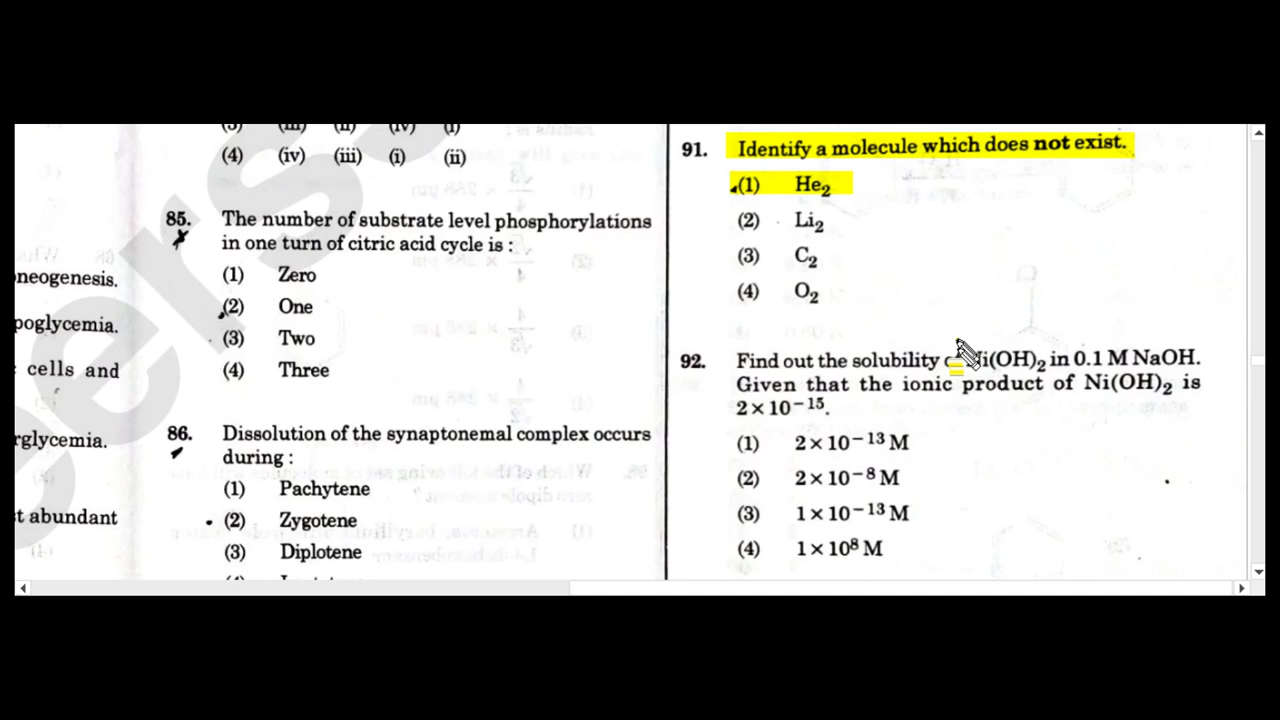 (4) (iv) (iii) (i) (ii)
85. The number of substrate level phosphorylations
in one turn of citric acid cycle is :
(1) Zero
(2) One
(3) Two
(4) Three
86. Dissolution of the synaptonemal complex occurs
during :
(1) Pachytene
(2) Zygotene
(3) Diplotene
neogenesis.
poglycemia.
cells and
rglycemia.
t abundant
91. Identify a molecule which does not exist.
(1) He₂
(2) Li₂
(3) C₂
(4) O₂
92. Find out the solubility Ni(OH)₂ in 0.1 M NaOH.
Given that the ionic product of Ni(OH)₂ is
2×10⁻¹⁵.
(1) 2×10⁻¹³ M
(2) 2×10⁻⁸ M
(3) 1×10⁻¹³ M
(4) 1×10⁸ M